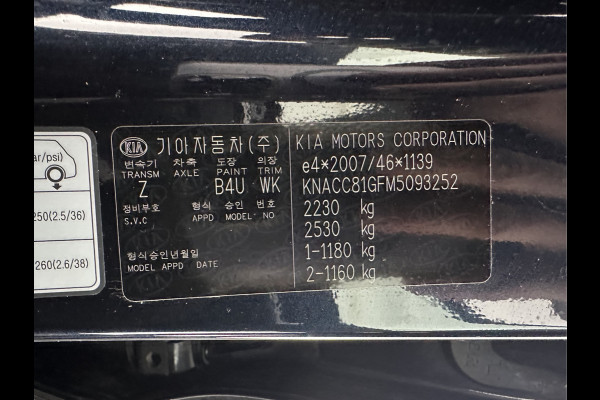 ar/psi)
250(2.5/36)
260(2.6/38)
KIA 기아자동차(주)
변속기 차축 도장 의장
TRANSM AXLE PAINT TRIM
Z B4U WK
정비부호 형식 승인 번호
S.V.C APPD MODEL NO
형식승인년월일
MODEL APPD DATE
KIA MOTORS CORPORATION
e4*2007/46*1139
KNACC81GFM5093252
2230 kg
2530 kg
1-1180 kg
2-1160 kg